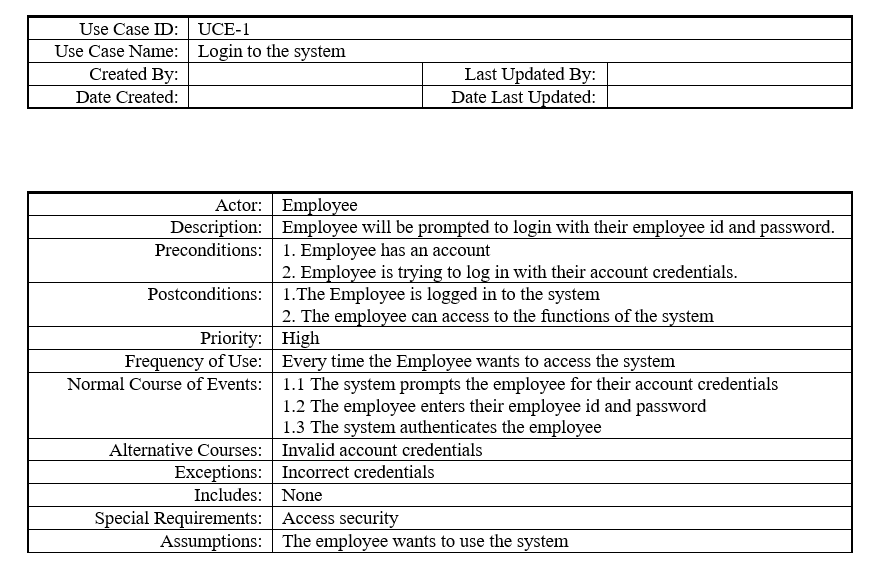 Use Case ID: UCE-1
Use Case Name: Login to the system
Created By: Last Updated By:
Date Created: Date Last Updated:
Actor: Employee
Description: Employee will be prompted to login with their employee id and password.
Preconditions: 1. Employee has an account
2. Employee is trying to log in with their account credentials.
Postconditions: 1.The Employee is logged in to the system
2. The employee can access to the functions of the system
Priority: High
Frequency of Use: Every time the Employee wants to access the system
Normal Course of Events: 1.1 The system prompts the employee for their account credentials
1.2 The employee enters their employee id and password
1.3 The system authenticates the employee
Alternative Courses: Invalid account credentials
Exceptions: Incorrect credentials
Includes: None
Special Requirements: Access security
Assumptions: The employee wants to use the system